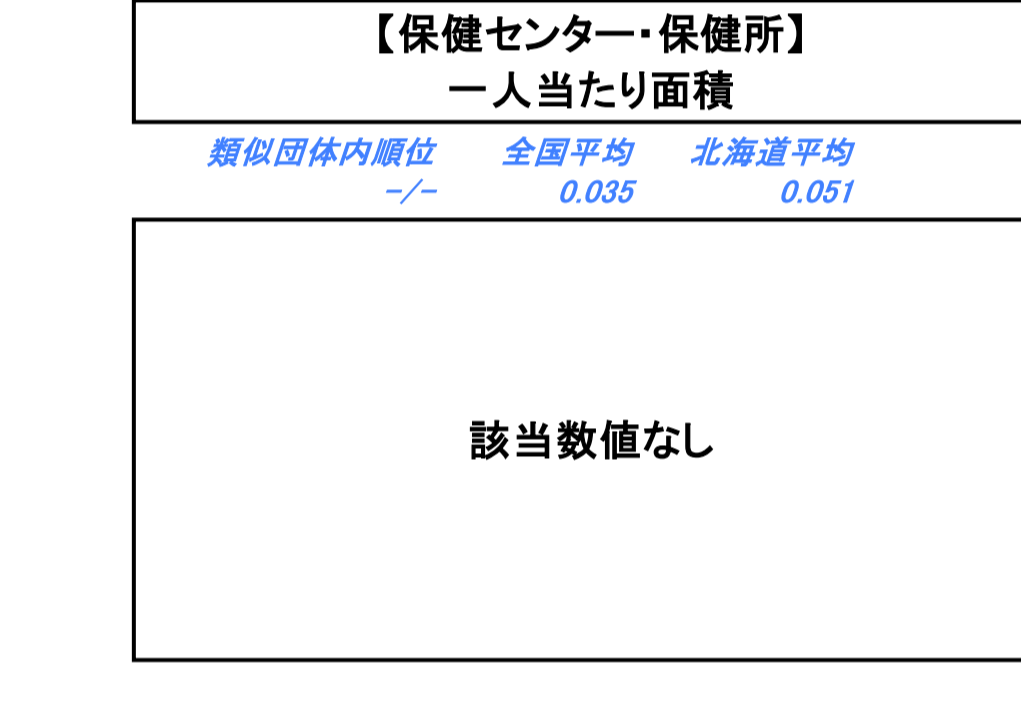 【保健センター・保健所】
一人当たり面積
類似団体内順位 全国平均 北海道平均
-/- 0.035 0.051
該当数値なし